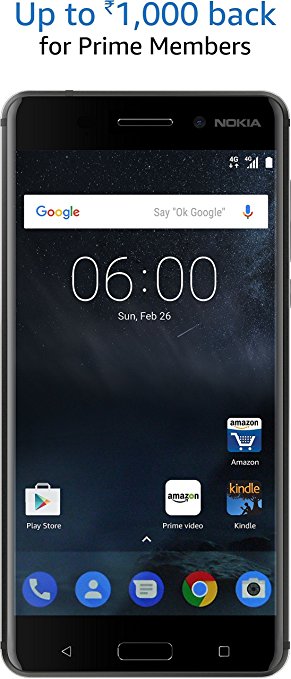 Up to ₹1,000 back
for Prime Members
NOKIA
4G 4G
Google Say "Ok Google"
06:00
Sun, Feb 26
amazon
Amazon
amazon
kindle
Play Store
Prime video
Kindle